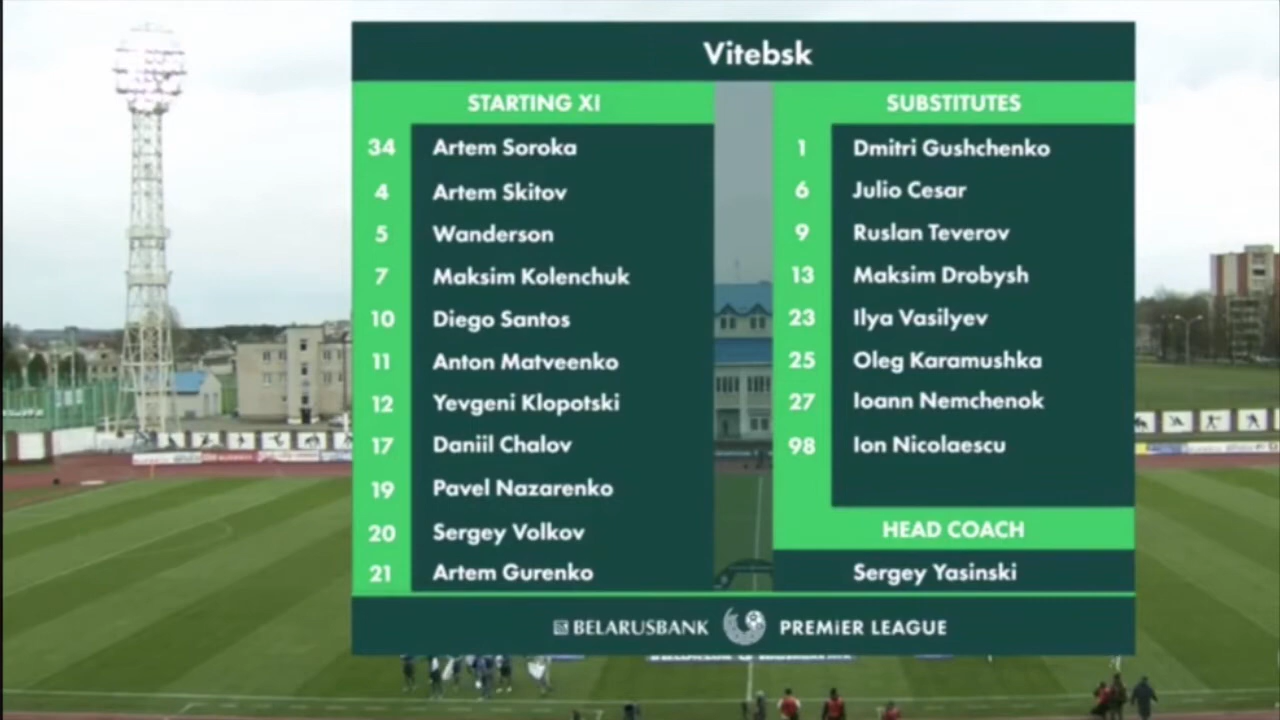 Vitebsk
STARTING XI
34 Artem Soroka
4 Artem Skitov
5 Wanderson
7 Maksim Kolenchuk
10 Diego Santos
11 Anton Matveenko
12 Yevgeni Klopotski
17 Daniil Chalov
19 Pavel Nazarenko
20 Sergey Volkov
21 Artem Gurenko
SUBSTITUTES
1 Dmitri Gushchenko
6 Julio Cesar
9 Ruslan Teverov
13 Maksim Drobysh
23 Ilya Vasilyev
25 Oleg Karamushka
27 Ioann Nemchenok
98 Ion Nicolaescu
HEAD COACH
Sergey Yasinski
BELARUSBANK PREMiER LEAGUE